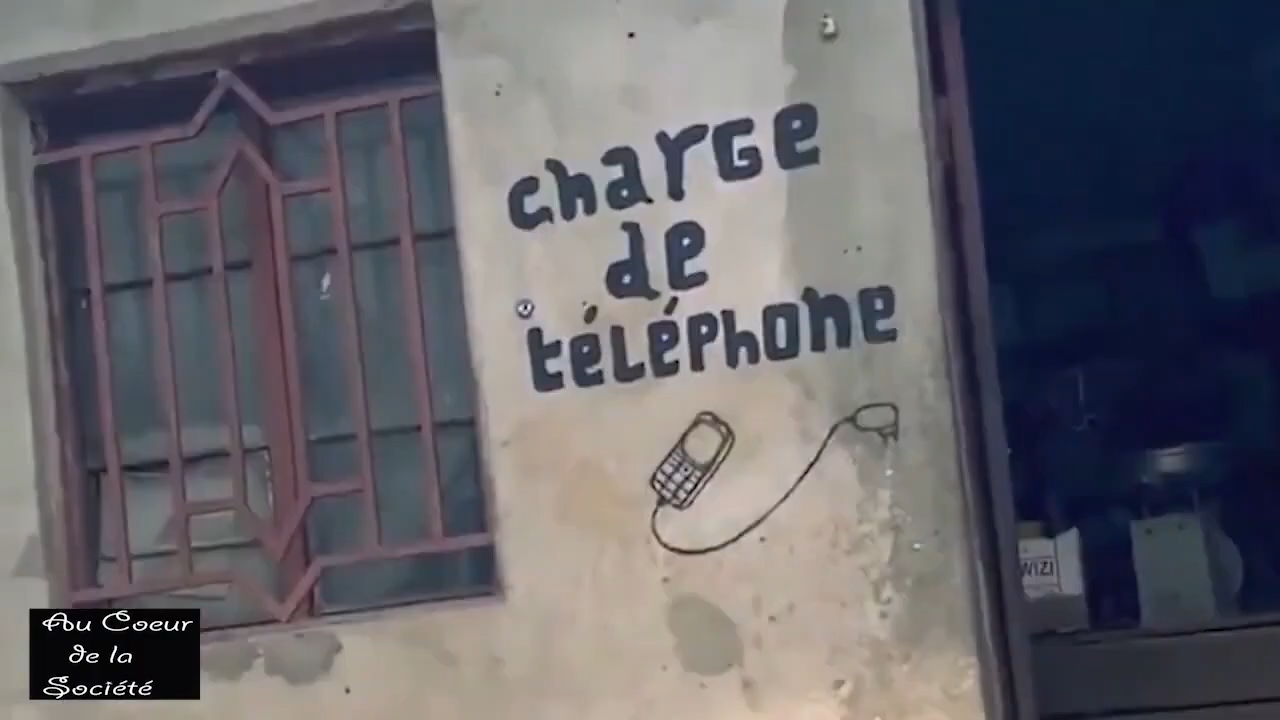 charGe
de
téLéPhone
WIZI
Au Coeur
de la
Société